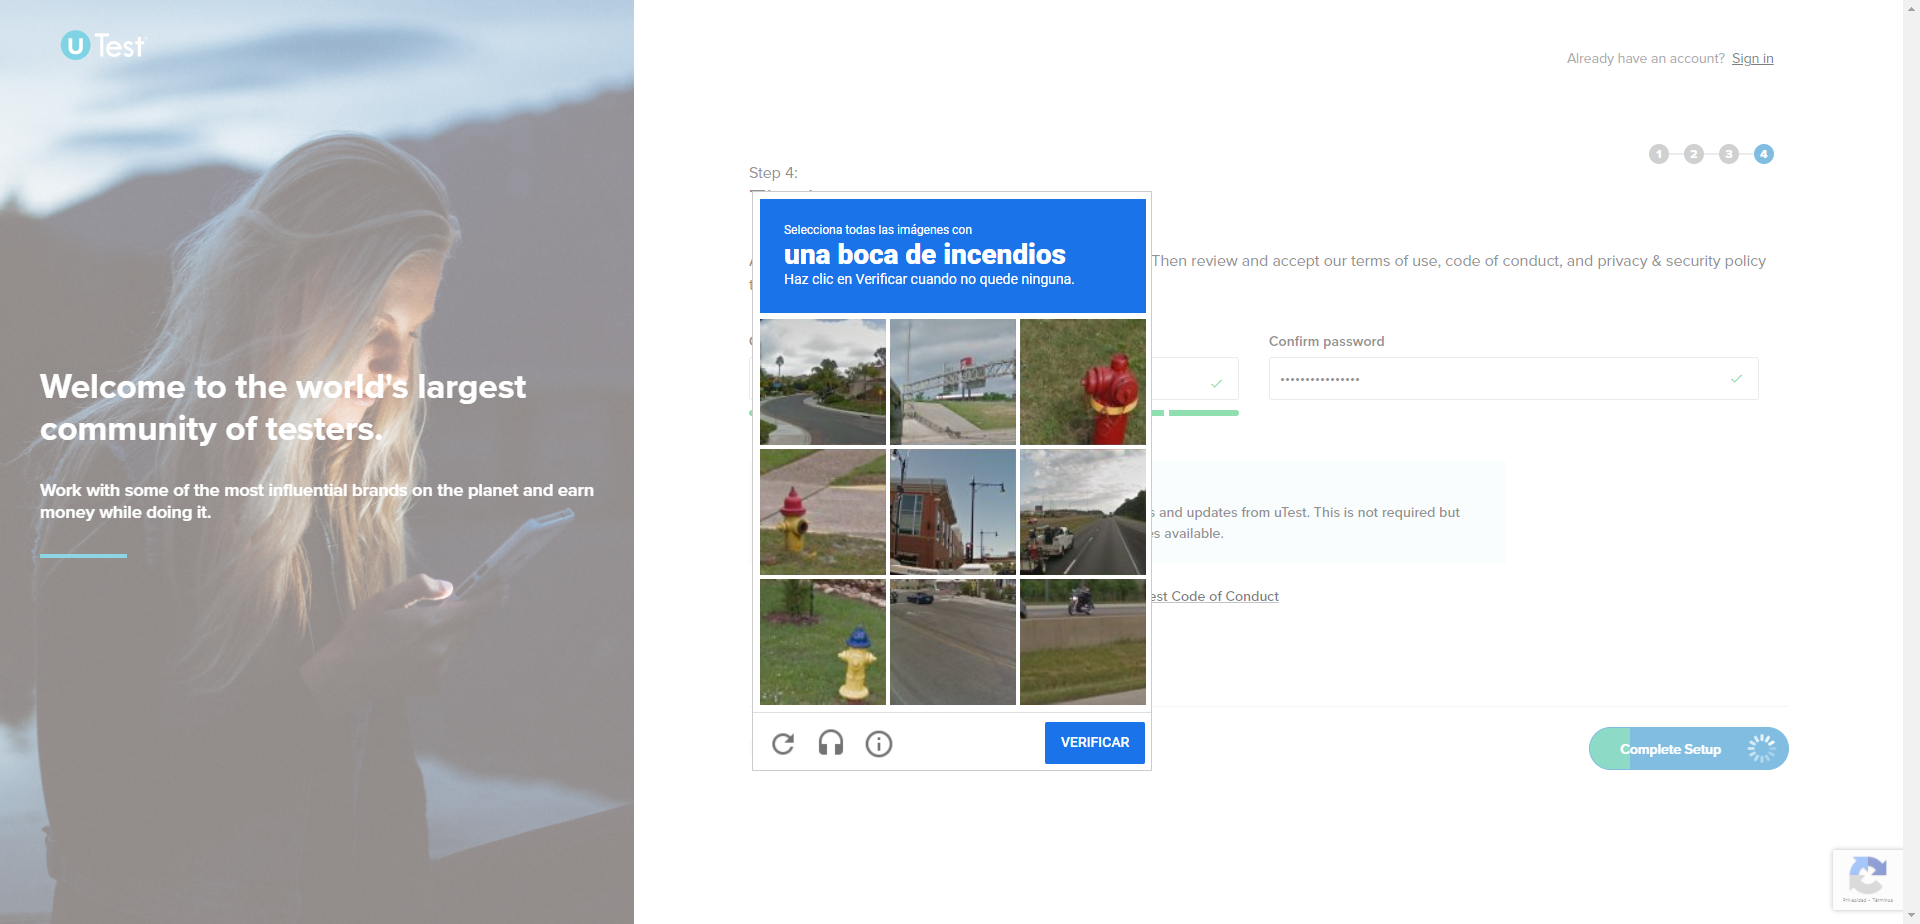 U Test
Already have an account? Sign in
1 2 3 4
Step 4:
Selecciona todas las imágenes con
una boca de incendios
Haz clic en Verificar cuando no quede ninguna.
Then review and accept our terms of use, code of conduct, and privacy & security policy
Confirm password
Welcome to the world's largest
community of testers.
Work with some of the most influential brands on the planet and earn
money while doing it.
and updates from uTest. This is not required but
available.
Code of Conduct
VERIFICAR
Complete Setup
Privacidad - Términos